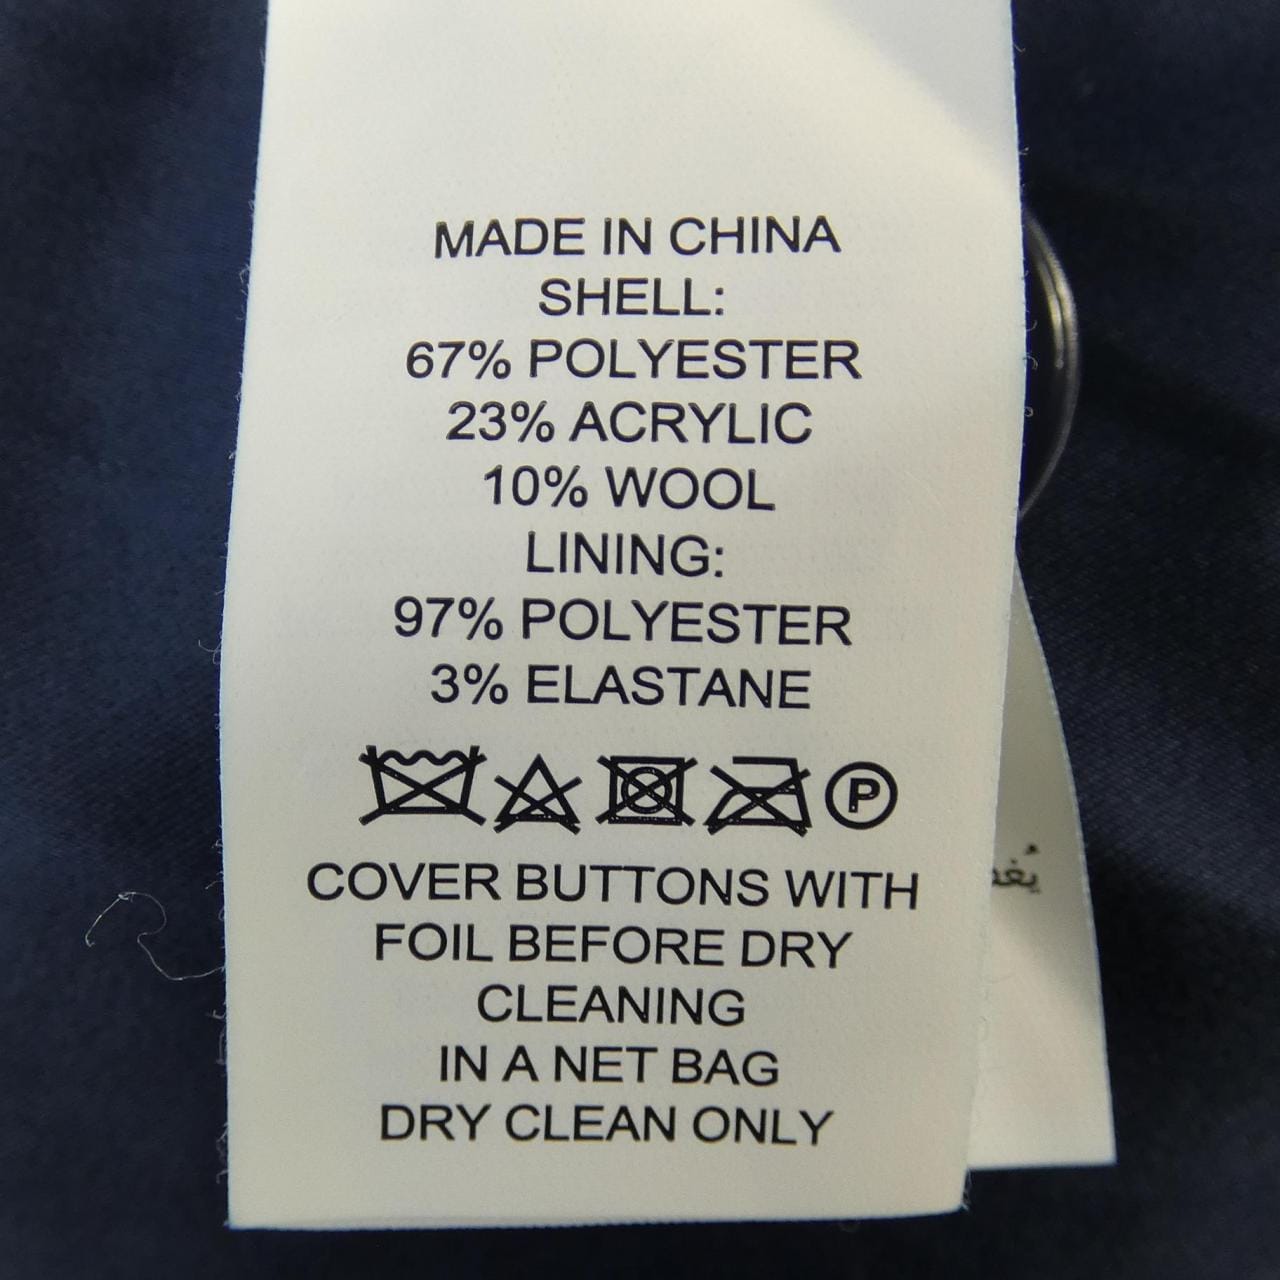 MADE IN CHINA
SHELL:
67% POLYESTER
23% ACRYLIC
10% WOOL
LINING:
97% POLYESTER
3% ELASTANE
P
COVER BUTTONS WITH
FOIL BEFORE DRY
CLEANING
IN A NET BAG
DRY CLEAN ONLY